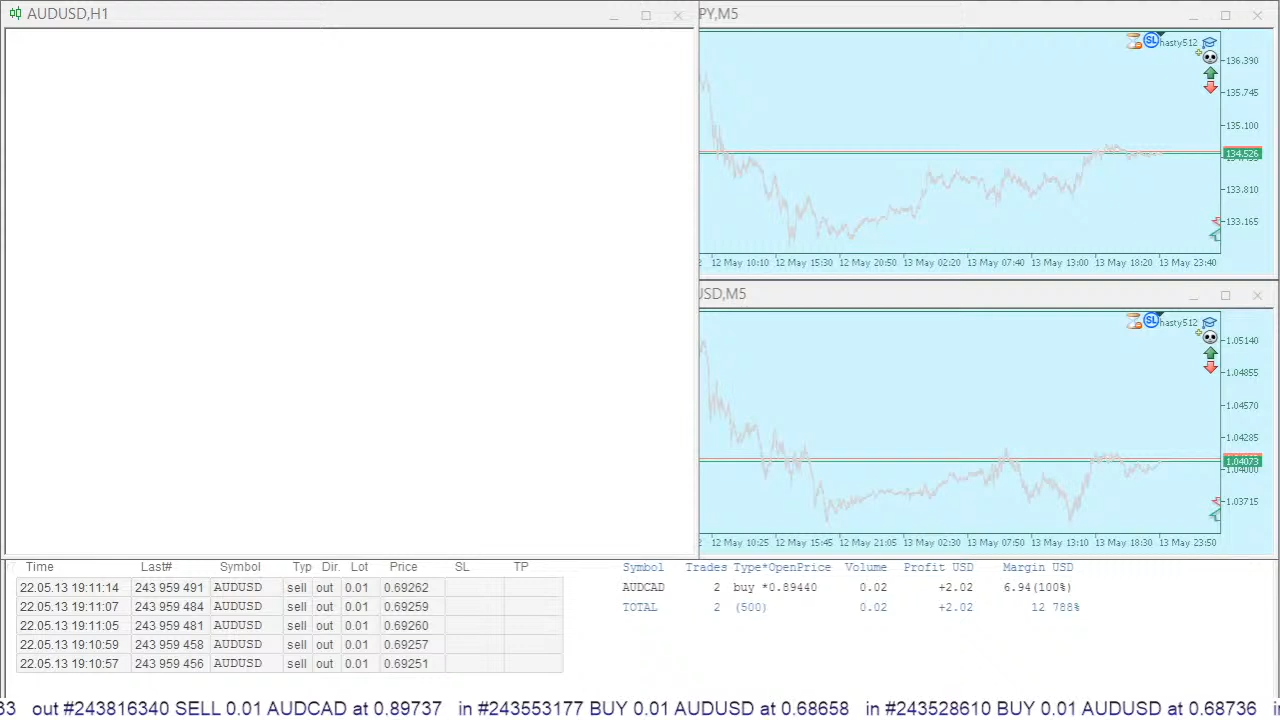 AUDUSD,H1
PY,M5
SL hasty512
136.390
135.745
135.100
134.526
133.810
133.165
12 May 10:10 12 May 15:30 12 May 20:50 13 May 02:20 13 May 07:40 13 May 13:00 13 May 18:20 13 May 23:40
USD,M5
SL hasty512
1.05140
1.04855
1.04570
1.04285
1.04073
1.04000
1.03715
12 May 10:25 12 May 15:45 12 May 21:05 13 May 02:30 13 May 07:50 13 May 13:10 13 May 18:30 13 May 23:50
Time Last# Symbol Typ Dir. Lot Price SL TP
22.05.13 19:11:14 243 959 491 AUDUSD sell out 0.01 0.69262
22.05.13 19:11:07 243 959 484 AUDUSD sell out 0.01 0.69259
22.05.13 19:11:05 243 959 481 AUDUSD sell out 0.01 0.69260
22.05.13 19:10:59 243 959 458 AUDUSD sell out 0.01 0.69257
22.05.13 19:10:57 243 959 456 AUDUSD sell out 0.01 0.69251
Symbol Trades Type*OpenPrice Volume Profit USD Margin USD
AUDCAD 2 buy *0.89440 0.02 +2.02 6.94(100%)
TOTAL 2 (500) 0.02 +2.02 12 788%
33 out #243816340 SELL 0.01 AUDCAD at 0.89737 in #243553177 BUY 0.01 AUDUSD at 0.68658 in #243528610 BUY 0.01 AUDUSD at 0.68736